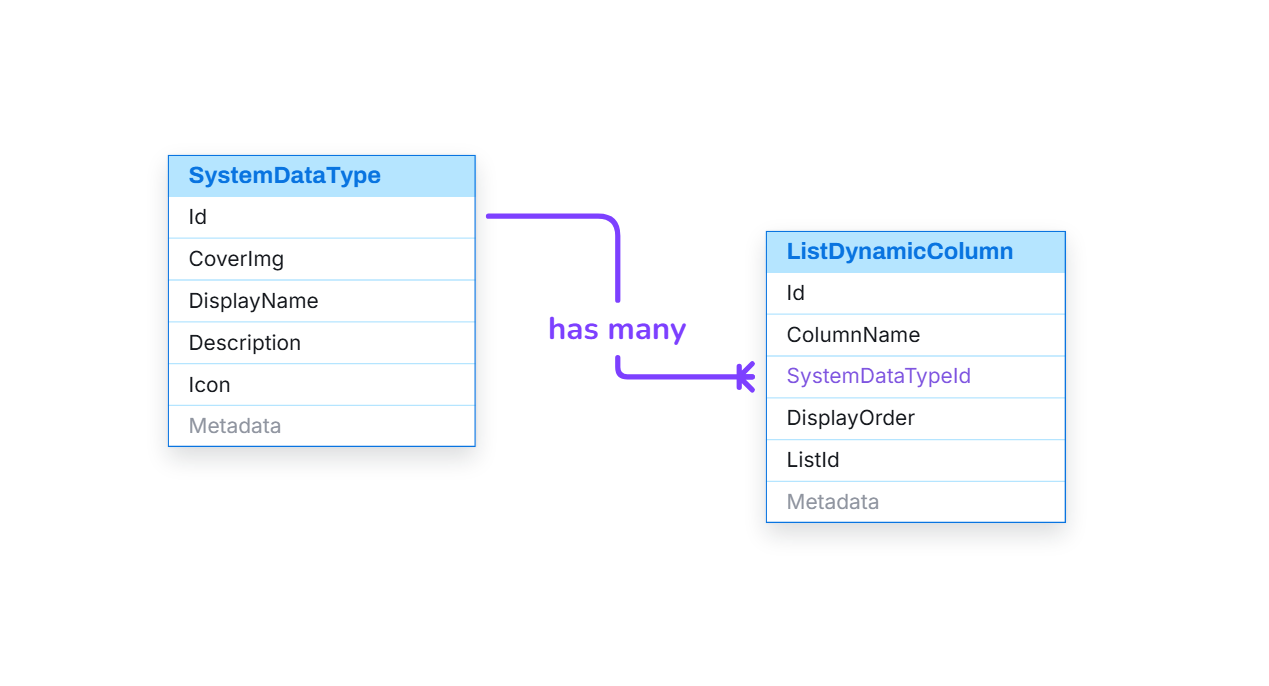 SystemDataType
Id
CoverImg
DisplayName
Description
Icon
Metadata
has many
ListDynamicColumn
Id
ColumnName
SystemDataTypeId
DisplayOrder
ListId
Metadata